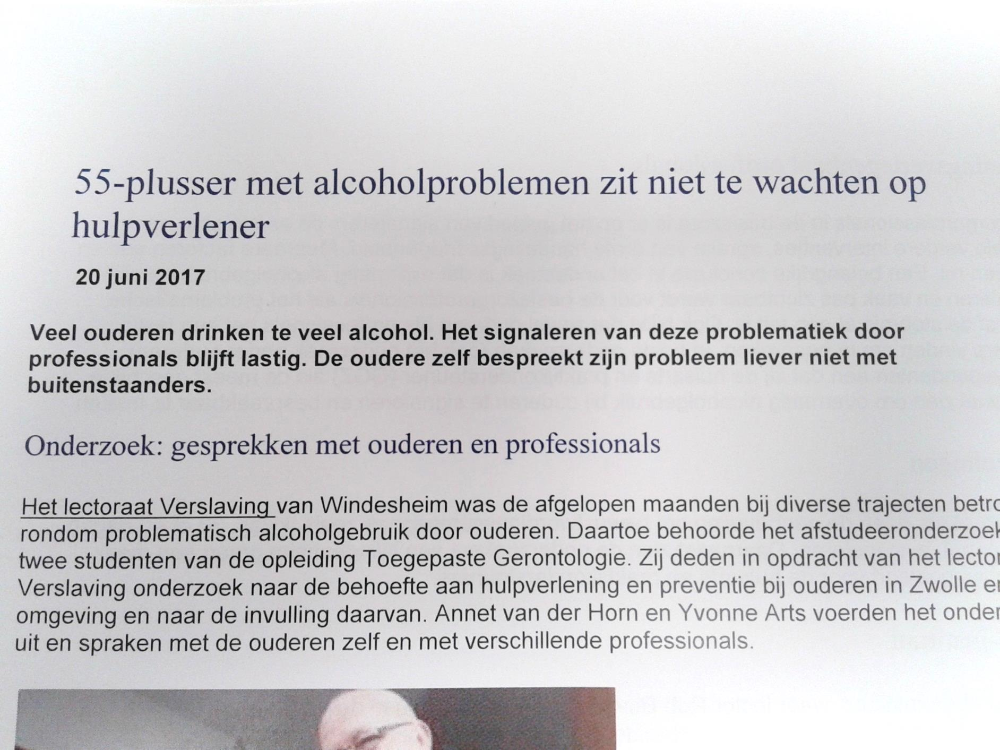 55-plusser met alcoholproblemen zit niet te wachten op
hulpverlener
20 juni 2017
Veel ouderen drinken te veel alcohol. Het signaleren van deze problematiek door
professionals blijft lastig. De oudere zelf bespreekt zijn probleem liever niet met
buitenstaanders.
Onderzoek: gesprekken met ouderen en professionals
Het lectoraat Verslaving van Windesheim was de afgelopen maanden bij diverse trajecten
rondom problematisch alcoholgebruik door ouderen. Daartoe behoorde het afstudeeronderzoek
twee studenten van de opleiding Toegepaste Gerontologie. Zij deden in opdracht van het
Verslaving onderzoek naar de behoefte aan hulpverlening en preventie bij ouderen in Zwolle
omgeving en naar de invulling daarvan. Annet van der Horn en Yvonne Arts voerden het
uit en spraken met de ouderen zelf en met verschillende professionals.